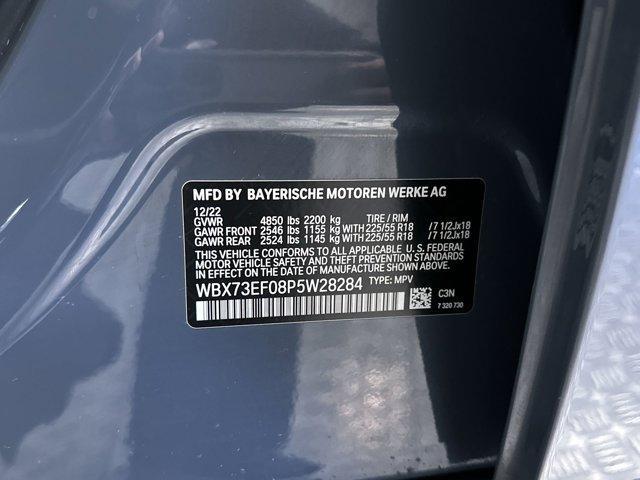 MFD BY BAYERISCHE MOTOREN WERKE AG
12/22
GVWR 4850 lbs 2200 kg TIRE / RIM
GAWR FRONT 2546 lbs 1155 kg WITH 225/55 R18 /7 1/2Jx18
GAWR REAR 2524 lbs 1145 kg WITH 225/55 R18 /7 1/2Jx18
THIS VEHICLE CONFORMS TO ALL APPLICABLE U.S. FEDERAL
MOTOR VEHICLE SAFETY AND THEFT PREVENTION STANDARDS
IN EFFECT ON THE DATE OF MANUFACTURE SHOWN ABOVE.
WBX73EF08P5W28284 TYPE: MPV
C3N
7 320 730